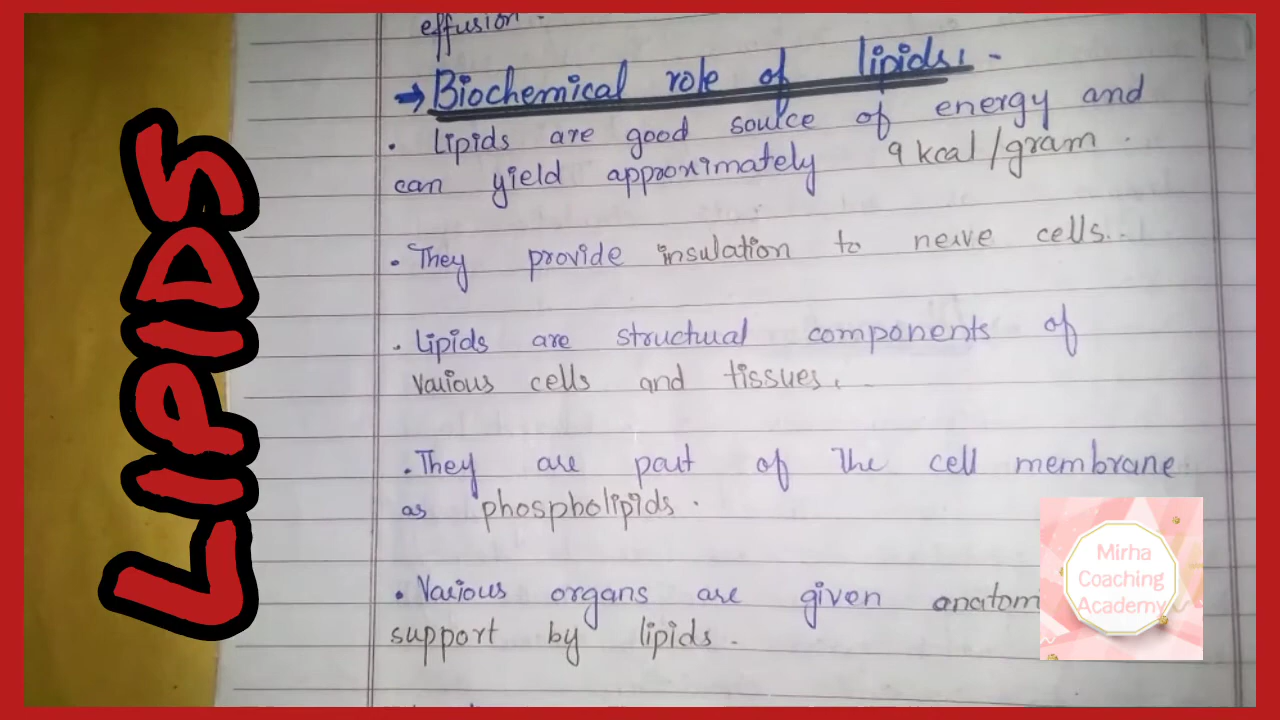 LIPIDS
effusion.
→ Biochemical role of lipids: -
. Lipids are good source of energy and
can yield approximately 9 kcal/gram.
. They provide insulation to nerve cells..
. Lipids are structual components of
various cells and tissues.
. They are part of the cell membrane
as phospholipids.
. Various organs are given anatom
support by lipids.
Mirha
Coaching
Academy